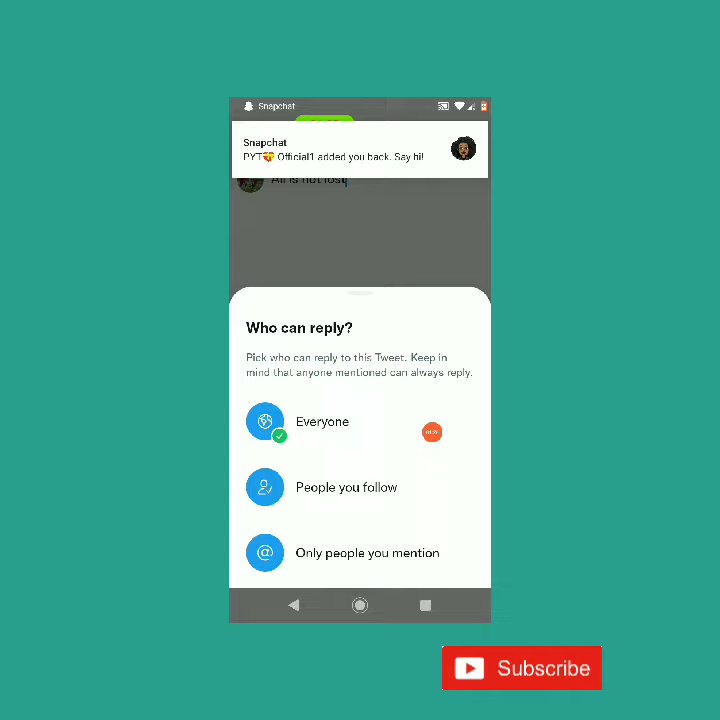 Snapchat
Snapchat
PYT Official1 added you back. Say hi!
All is not lost
Who can reply?
Pick who can reply to this Tweet. Keep in
mind that anyone mentioned can always reply.
Everyone
People you follow
@ Only people you mention
Subscribe